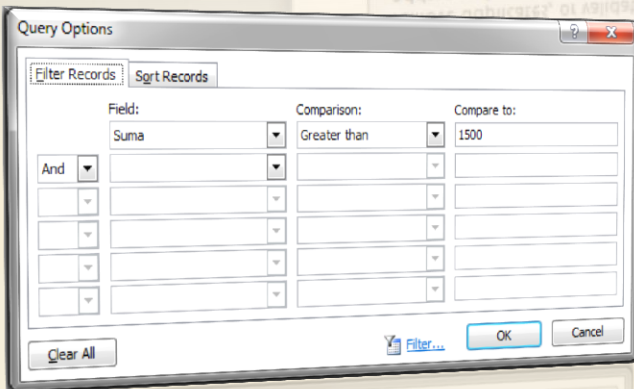 Query Options
Filter Records Sort Records
Field: Comparison: Compare to:
Suma Greater than 1500
And
Clear All Filter... OK Cancel